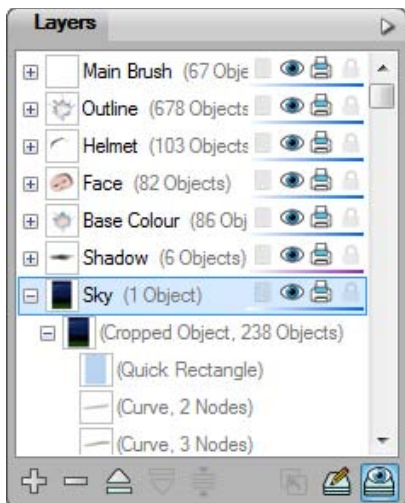 Layers
Main Brush (67 Obje
Outline (678 Objects
Helmet (103 Objects
Face (82 Objects)
Base Colour (86 Obj
Shadow (6 Objects)
Sky (1 Object)
(Cropped Object, 238 Objects)
(Quick Rectangle)
(Curve, 2 Nodes)
(Curve, 3 Nodes)